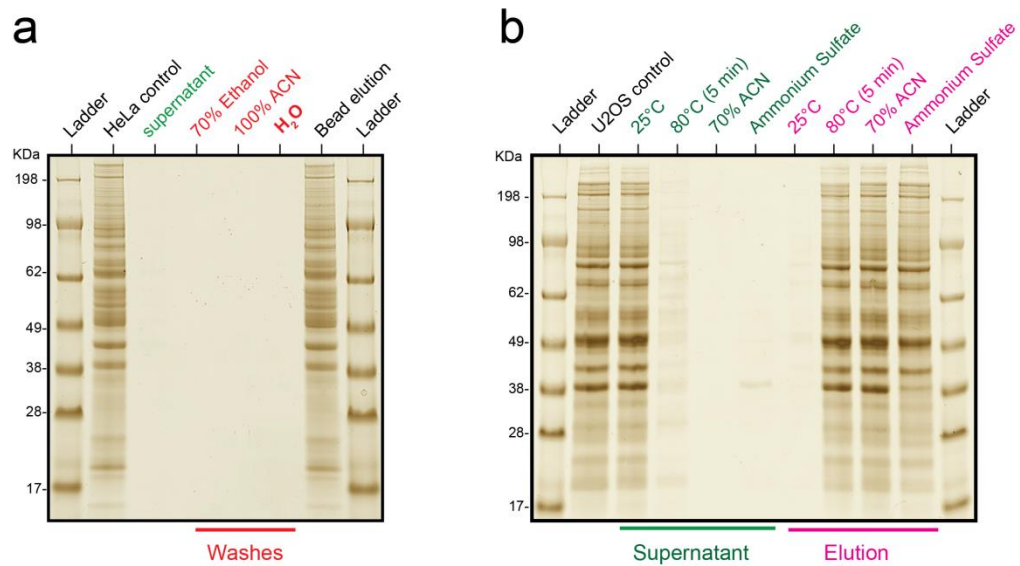 a
Ladder
HeLa control
supernatant
70% Ethanol
100% ACN
H2O
Bead elution
Ladder
KDa
198-
98-
62-
49-
38-
28-
17-
Washes
b
Ladder
U2OS control
25°C
80°C (5 min)
70% ACN
Ammonium Sulfate
25°C
80°C (5 min)
70% ACN
Ammonium Sulfate
Ladder
KDa
198-
98-
62-
49-
38-
28-
17-
Supernatant
Elution